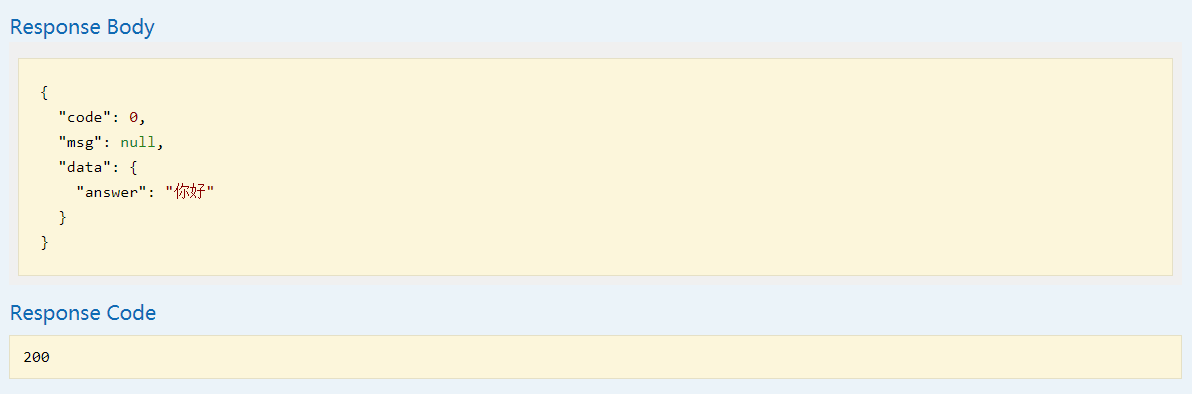 Response Body
{
"code": 0,
"msg": null,
"data": {
"answer": "你好"
}
}
Response Code
200